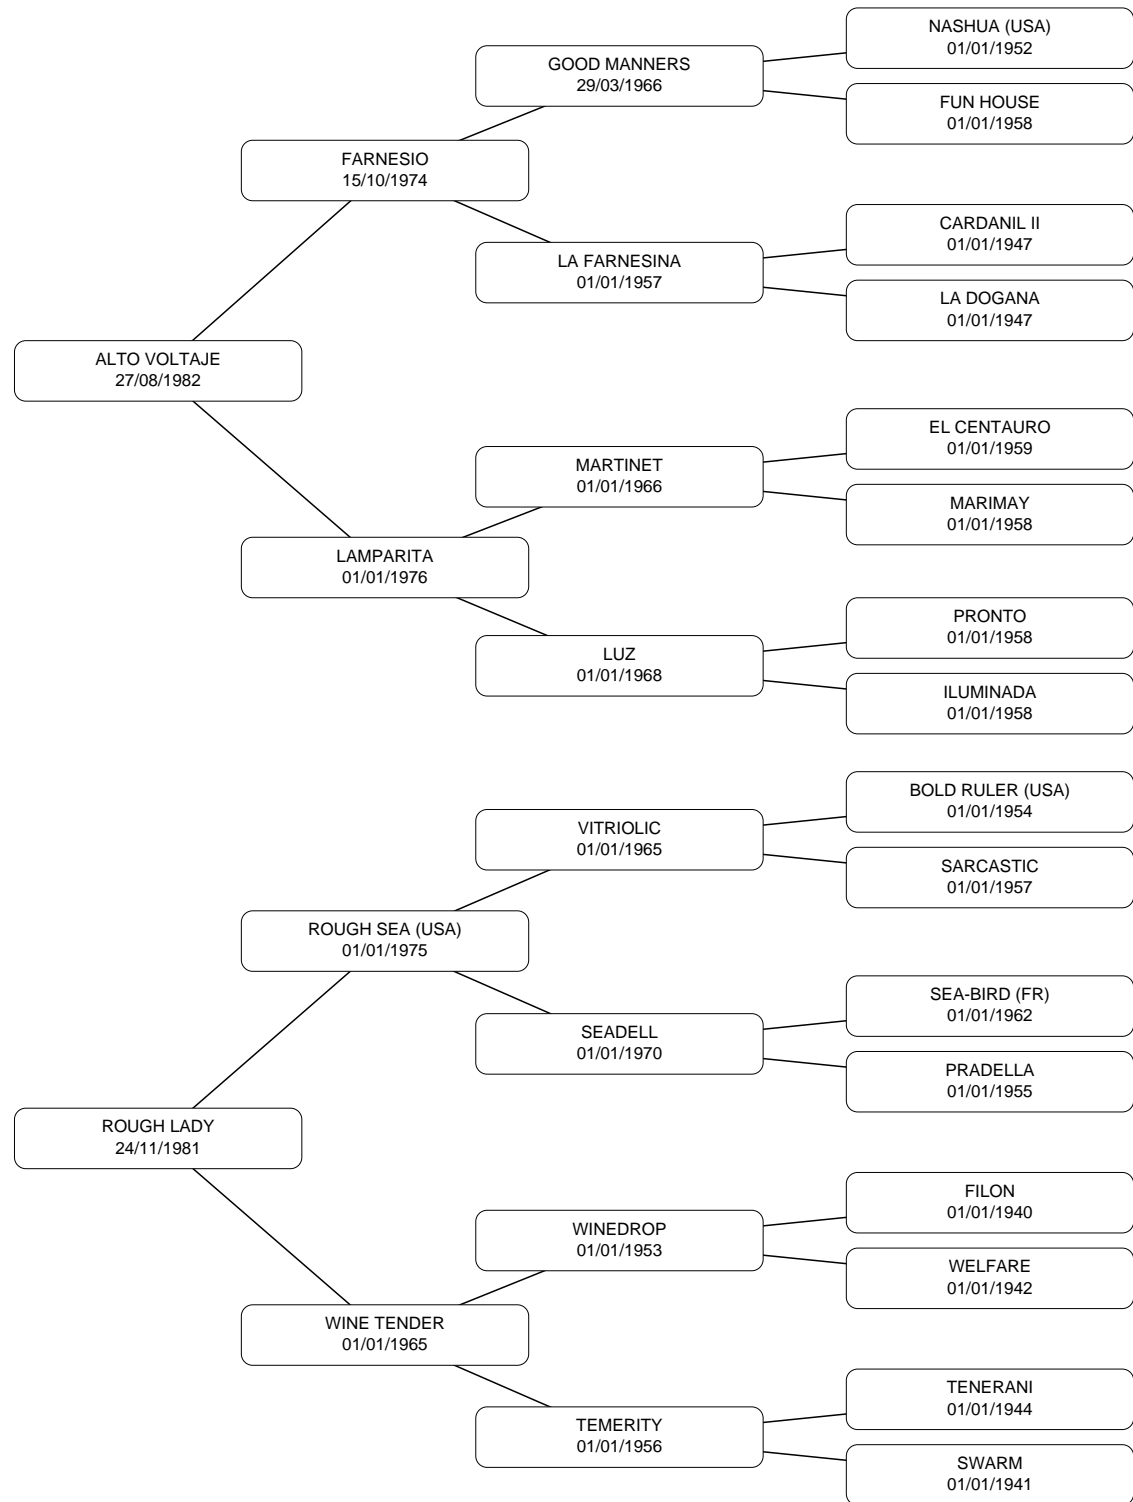 NASHUA (USA)
01/01/1952
GOOD MANNERS
29/03/1966
FUN HOUSE
01/01/1958
FARNESIO
15/10/1974
CARDANIL II
01/01/1947
LA FARNESINA
01/01/1957
LA DOGANA
01/01/1947
ALTO VOLTAJE
27/08/1982
EL CENTAURO
01/01/1959
MARTINET
01/01/1966
MARIMAY
01/01/1958
LAMPARITA
01/01/1976
PRONTO
01/01/1958
LUZ
01/01/1968
ILUMINADA
01/01/1958
BOLD RULER (USA)
01/01/1954
VITRIOLIC
01/01/1965
SARCASTIC
01/01/1957
ROUGH SEA (USA)
01/01/1975
SEA-BIRD (FR)
01/01/1962
SEADELL
01/01/1970
PRADELLA
01/01/1955
ROUGH LADY
24/11/1981
FILON
01/01/1940
WINEDROP
01/01/1953
WELFARE
01/01/1942
WINE TENDER
01/01/1965
TENERANI
01/01/1944
TEMERITY
01/01/1956
SWARM
01/01/1941